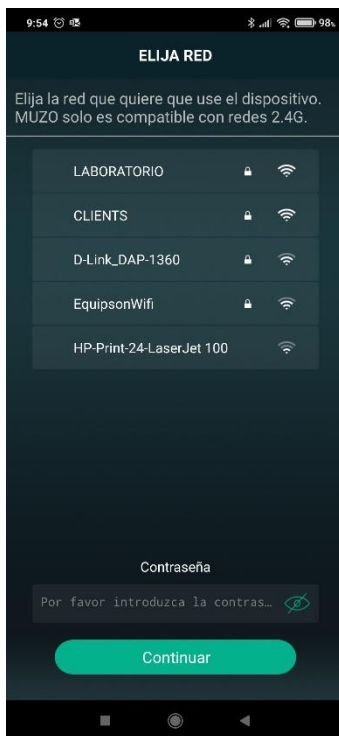 9:54
98%
ELIJA RED
Elija la red que quiere que use el dispositivo.
MUZO solo es compatible con redes 2.4G.
LABORATORIO
CLIENTS
D-Link_DAP-1360
EquipsonWifi
HP-Print-24-LaserJet 100
Contraseña
Por favor introduzca la contras…
Continuar